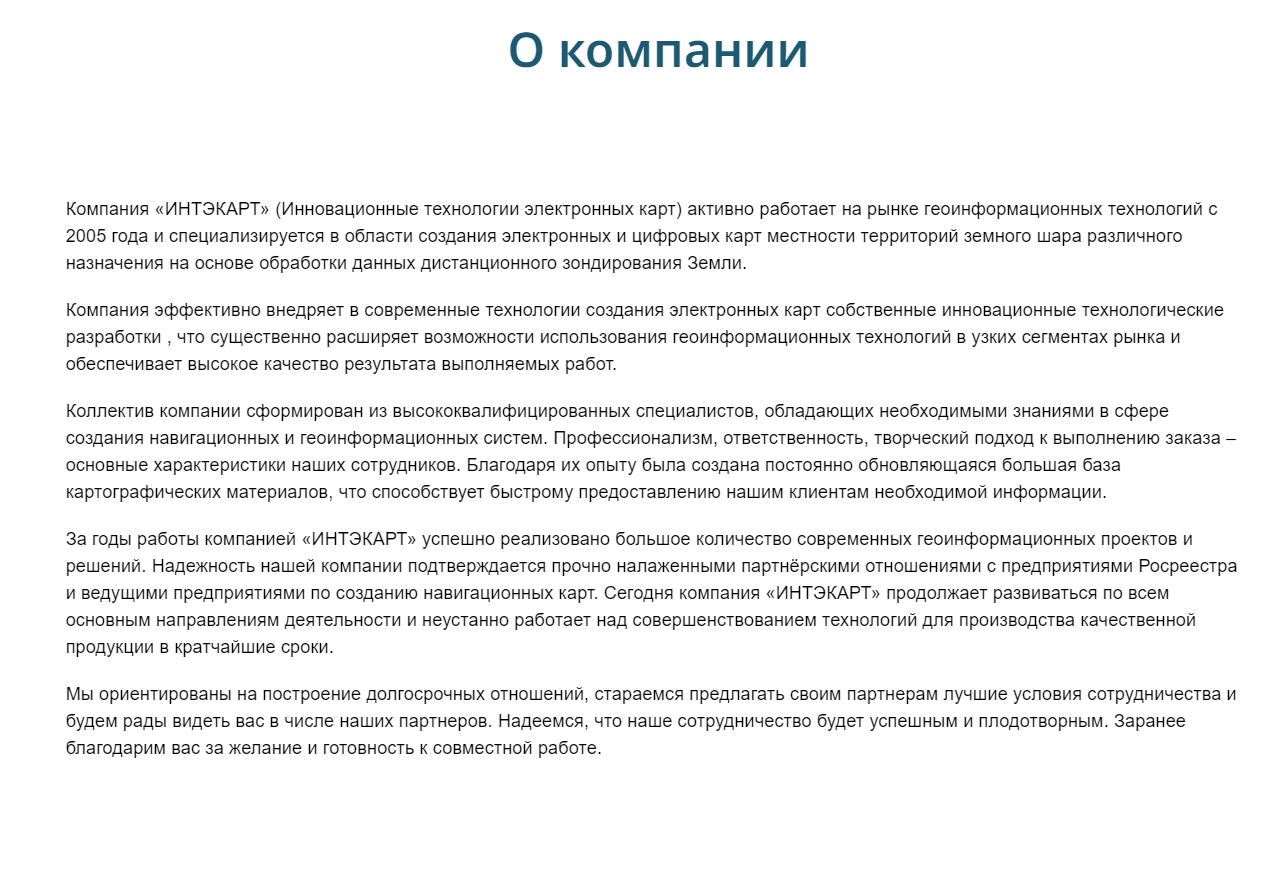 О компании
Компания «ИНТЭКАРТ» (Инновационные технологии электронных карт) активно работает на рынке геоинформационных технологий с
2005 года и специализируется в области создания электронных и цифровых карт местности территорий земного шара различного
назначения на основе обработки данных дистанционного зондирования Земли.
Компания эффективно внедряет в современные технологии создания электронных карт собственные инновационные технологические
разработки , что существенно расширяет возможности использования геоинформационных технологий в узких сегментах рынка и
обеспечивает высокое качество результата выполняемых работ.
Коллектив компании сформирован из высококвалифицированных специалистов, обладающих необходимыми знаниями в сфере
создания навигационных и геоинформационных систем. Профессионализм, ответственность, творческий подход к выполнению заказа –
основные характеристики наших сотрудников. Благодаря их опыту была создана постоянно обновляющаяся большая база
картографических материалов, что способствует быстрому предоставлению нашим клиентам необходимой информации.
За годы работы компанией «ИНТЭКАРТ» успешно реализовано большое количество современных геоинформационных проектов и
решений. Надежность нашей компании подтверждается прочно налаженными партнёрскими отношениями с предприятиями Росреестра
и ведущими предприятиями по созданию навигационных карт. Сегодня компания «ИНТЭКАРТ» продолжает развиваться по всем
основным направлениям деятельности и неустанно работает над совершенствованием технологий для производства качественной
продукции в кратчайшие сроки.
Мы ориентированы на построение долгосрочных отношений, стараемся предлагать своим партнерам лучшие условия сотрудничества и
будем рады видеть вас в числе наших партнеров. Надеемся, что наше сотрудничество будет успешным и плодотворным. Заранее
благодарим вас за желание и готовность к совместной работе.